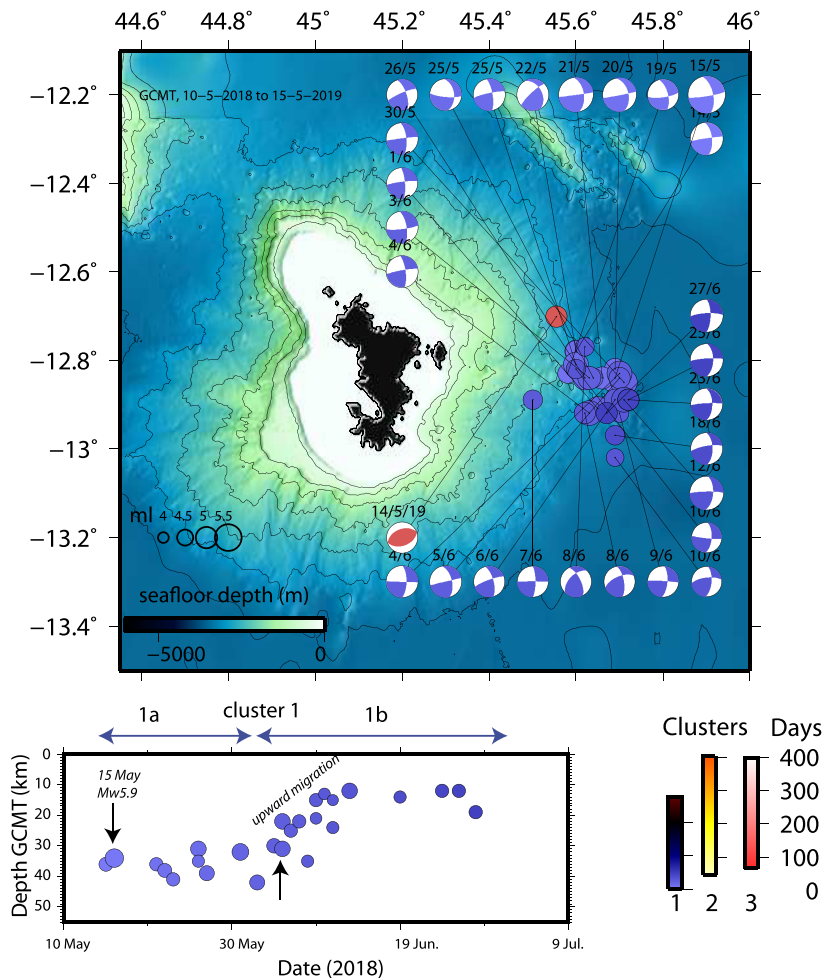 44.6˚ 44.8˚ 45˚ 45.2˚ 45.4˚ 45.6˚ 45.8˚ 46˚
−12.2˚
−12.4˚
−12.6˚
−12.8˚
−13˚
−13.2˚
−13.4˚
26/5 25/5 25/5 22/5 21/5 20/5 19/5 15/5
GCMT, 10−5−2018 to 15−5−2019
30/5 14/5
1/6
3/6
4/6
27/6
25/6
23/6
18/6
12/6
10/6
14/5/19
ml 4 4.5 5 5.5
4/6 5/6 6/6 7/6 8/6 8/6 9/6 10/6
seafloor depth (m)
−5000 0
1a cluster 1 1b
Depth GCMT (km)
0
10
20
30
40
50
15 May
Mw5.9
upward migration
10 May 30 May 19 Jun. 9 Jul.
Date (2018)
Clusters Days
400
300
200
100
0
1 2 3